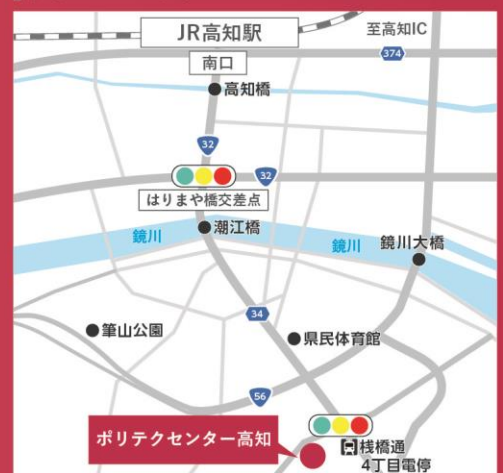 JR高知駅
至高知IC
374
南口
高知橋
32
32
はりまや橋交差点
潮江橋
鏡川
鏡川
鏡川大橋
34
筆山公園
県民体育館
56
ポリテクセンター高知
桟橋通
4丁目電停